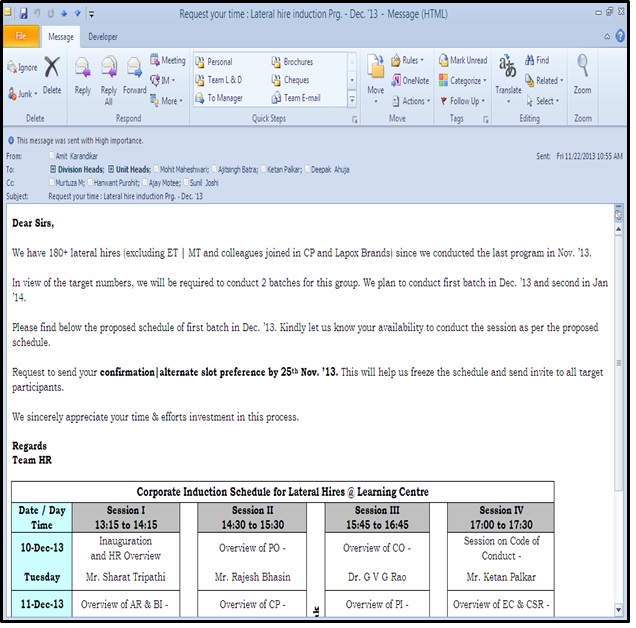 Request your time : Lateral hire induction Prg. - Dec. '13 - Message (HTML)
File Message Developer
Ignore
Junk
Delete
Reply
Reply All
Forward
Meeting
IM
More
Personal
Team L & D
To Manager
Brochures
Cheques
Team E-mail
Move
Rules
OneNote
Actions
Mark Unread
Categorize
Follow Up
Translate
Find
Related
Select
Zoom
Delete Respond Quick Steps Move Tags Editing Zoom
This message was sent with High importance.
From: Amit Karandikar Sent: Fri 11/22/2013 10:55 AM
To: Division Heads; Unit Heads; Mohit Maheshwari; Ajitsingh Batra; Ketan Palkar; Deepak Ahuja
Cc: Murtuza M; Hanwant Purohit; Ajay Motee; Sunil Joshi
Subject: Request your time : Lateral hire induction Prg. - Dec. '13
Dear Sirs,
We have 180+ lateral hires (excluding ET | MT and colleagues joined in CP and Lapox Brands) since we conducted the last program in Nov. '13.
In view of the target numbers, we will be required to conduct 2 batches for this group. We plan to conduct first batch in Dec. '13 and second in Jan
'14.
Please find below the proposed schedule of first batch in Dec. '13. Kindly let us know your availability to conduct the session as per the proposed
schedule.
Request to send your confirmation|alternate slot preference by 25th Nov. '13. This will help us freeze the schedule and send invite to all target
participants.
We sincerely appreciate your time & efforts investment in this process.
Regards
Team HR
Corporate Induction Schedule for Lateral Hires @ Learning Centre
Date / Day Session I Session II Session III Session IV
Time 13:15 to 14:15 14:30 to 15:30 15:45 to 16:45 17:00 to 17:30
10-Dec-13 Inauguration and HR Overview Overview of PO - Overview of CO - Session on Code of Conduct -
Tuesday Mr. Sharat Tripathi Mr. Rajesh Bhasin Dr. G V G Rao Mr. Ketan Palkar
11-Dec-13 Overview of AR & BI - Overview of CP - Overview of PI - Overview of EC & CSR -